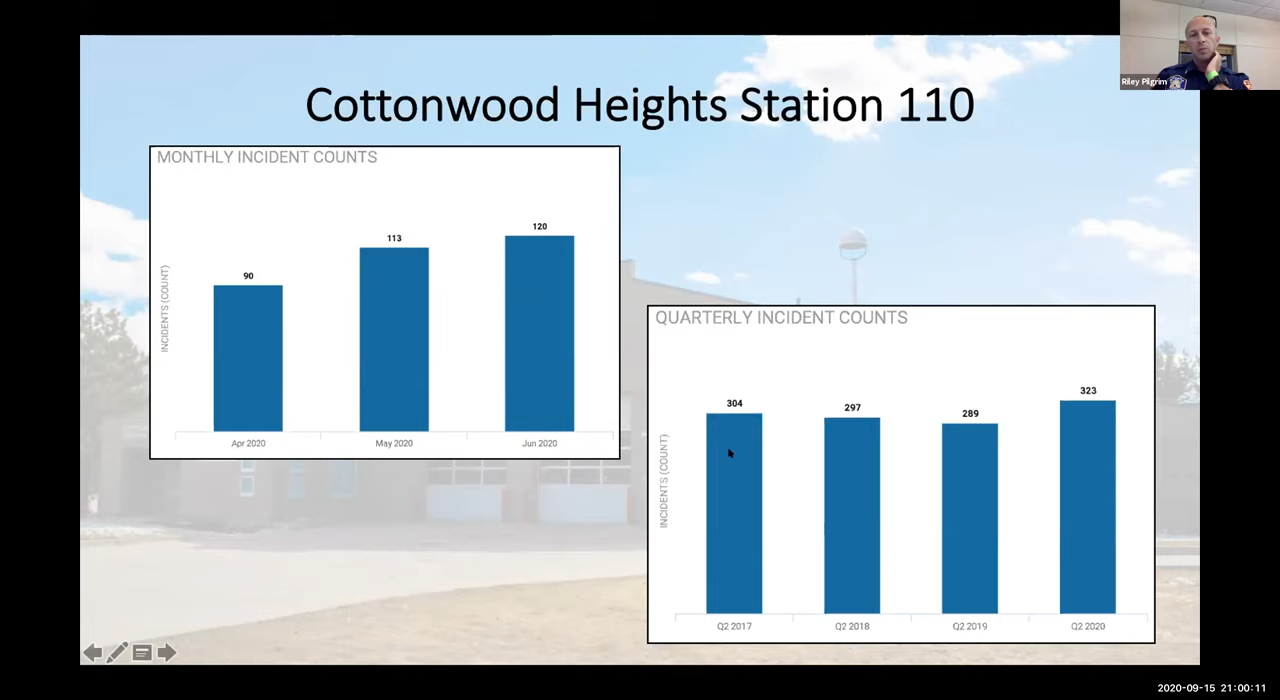 Riley Pilgrim
Cottonwood Heights Station 110
MONTHLY INCIDENT COUNTS
INCIDENTS (COUNT)
90
113
120
Apr 2020
May 2020
Jun 2020
QUARTERLY INCIDENT COUNTS
INCIDENTS (COUNT)
304
297
289
323
Q2 2017
Q2 2018
Q2 2019
Q2 2020
2020-09-15 21:00:11